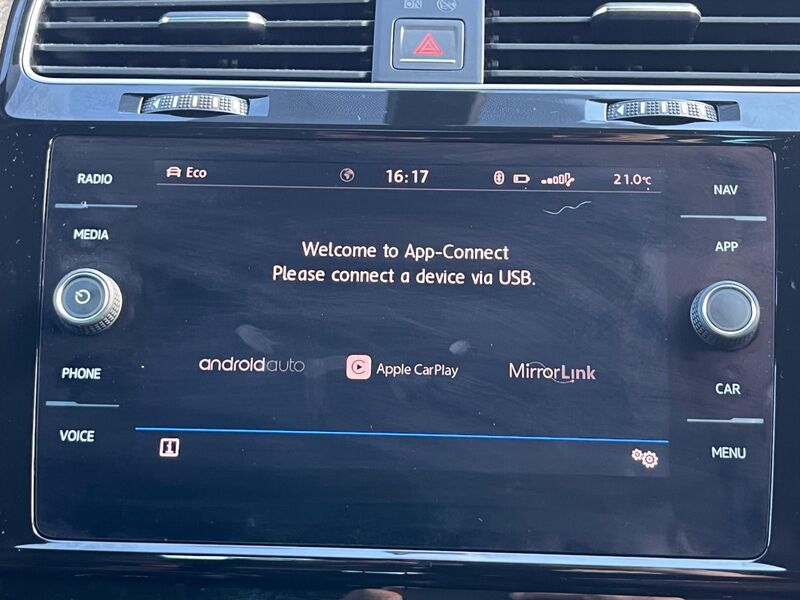 ON
RADIO
MEDIA
PHONE
VOICE
Eco
16:17
21.0°C
Welcome to App-Connect
Please connect a device via USB.
androidauto
Apple CarPlay
MirrorLink
i
NAV
APP
CAR
MENU